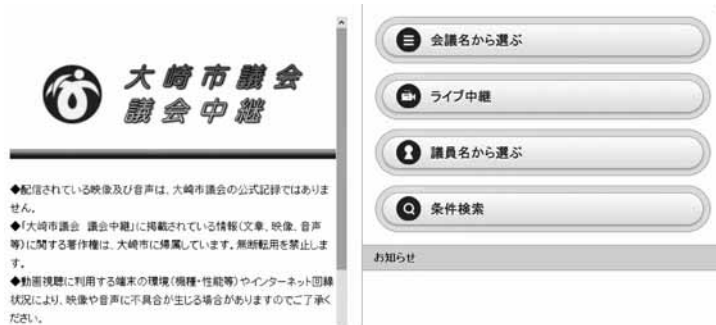 大崎市議会
議会中継
◆配信されている映像及び音声は、大崎市議会の公式記録ではありま
せん。
◆「大崎市議会 議会中継」に掲載されている情報(文章、映像、音声
等)に関する著作権は、大崎市に帰属しています。無断転用を禁止しま
す。
◆動画視聴に利用する端末の環境(機種・性能等)やインターネット回線
状況により、映像や音声に不具合が生じる場合がありますのでご了承く
ださい。
会議名から選ぶ
ライブ中継
議員名から選ぶ
条件検索
お知らせ